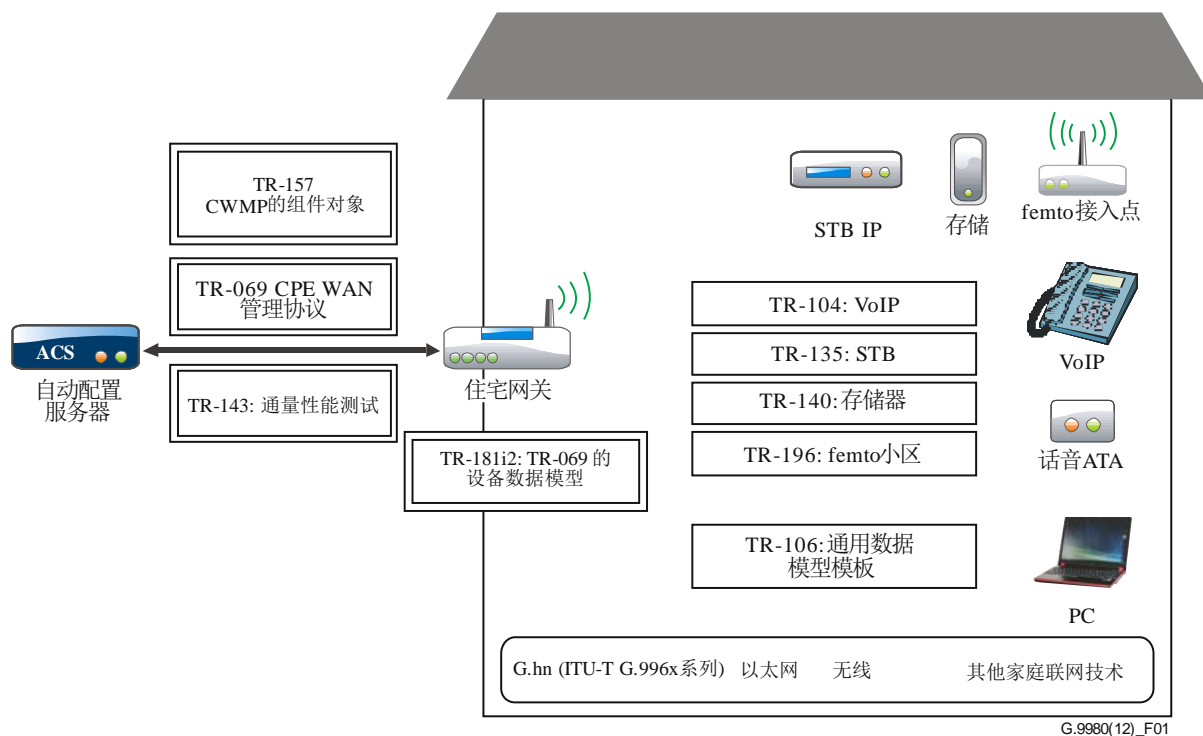 TR-157
CWMP的组件对象
TR-069 CPE WAN
管理协议
ACS
自动配置
服务器
TR-143: 通量性能测试
住宅网关
TR-181i2: TR-069 的
设备数据模型
STB IP
存储
femto接入点
TR-104: VoIP
TR-135: STB
TR-140: 存储器
TR-196: femto小区
TR-106: 通用数据
模型模板
VoIP
话音ATA
PC
G.hn (ITU-T G.996x系列) 以太网 无线 其他家庭联网技术
G.9980(12)_F01